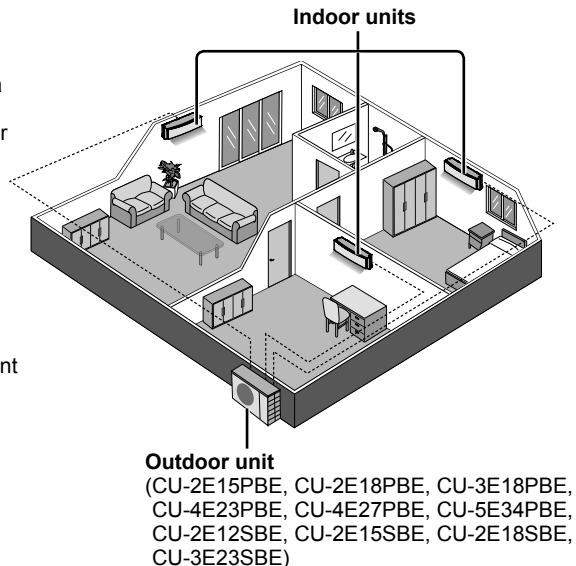 Indoor units
a
r
nt
Outdoor unit
(CU-2E15PBE, CU-2E18PBE, CU-3E18PBE,
CU-4E23PBE, CU-4E27PBE, CU-5E34PBE,
CU-2E12SBE, CU-2E15SBE, CU-2E18SBE,
CU-3E23SBE)